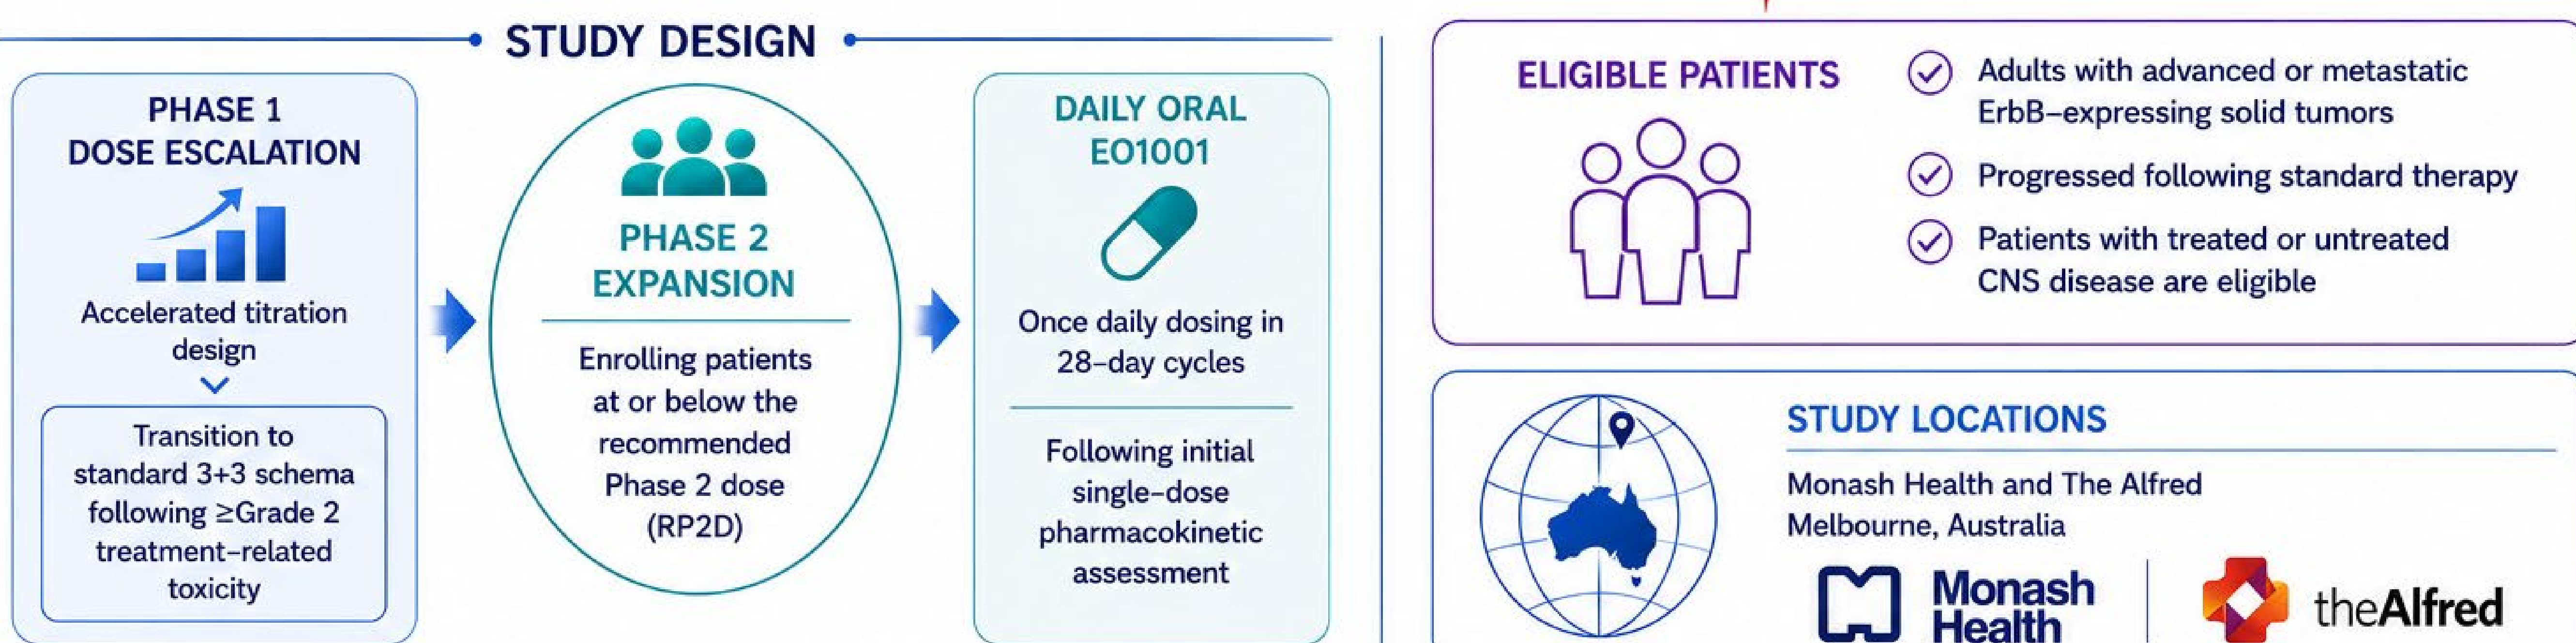 STUDY DESIGN
PHASE 1
DOSE ESCALATION
Accelerated titration
design
Transition to
standard 3+3 schema
following ≥Grade 2
treatment–related
toxicity
PHASE 2
EXPANSION
Enrolling patients
at or below the
recommended
Phase 2 dose
(RP2D)
DAILY ORAL
EO1001
Once daily dosing in
28–day cycles
Following initial
single–dose
pharmacokinetic
assessment
ELIGIBLE PATIENTS
Adults with advanced or metastatic
ErbB–expressing solid tumors
Progressed following standard therapy
Patients with treated or untreated
CNS disease are eligible
STUDY LOCATIONS
Monash Health and The Alfred
Melbourne, Australia
Monash
Health
theAlfred